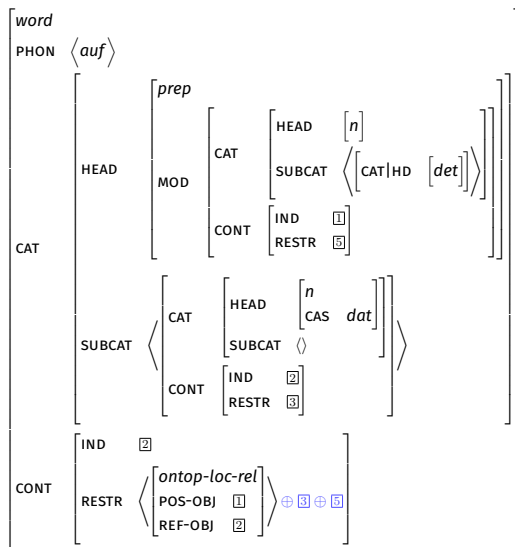 word
PHON ⟨auf⟩
CAT
HEAD
prep
MOD
CAT
HEAD [n]
SUBCAT ⟨[CAT|HD [det]]⟩
CONT
IND 1
RESTR 5
SUBCAT
CAT
HEAD
n
CAS dat
SUBCAT ⟨⟩
CONT
IND 2
RESTR 3
CONT
IND 2
RESTR
ontop-loc-rel
POS-OBJ 1
REF-OBJ 2
⊕ 3 ⊕ 5